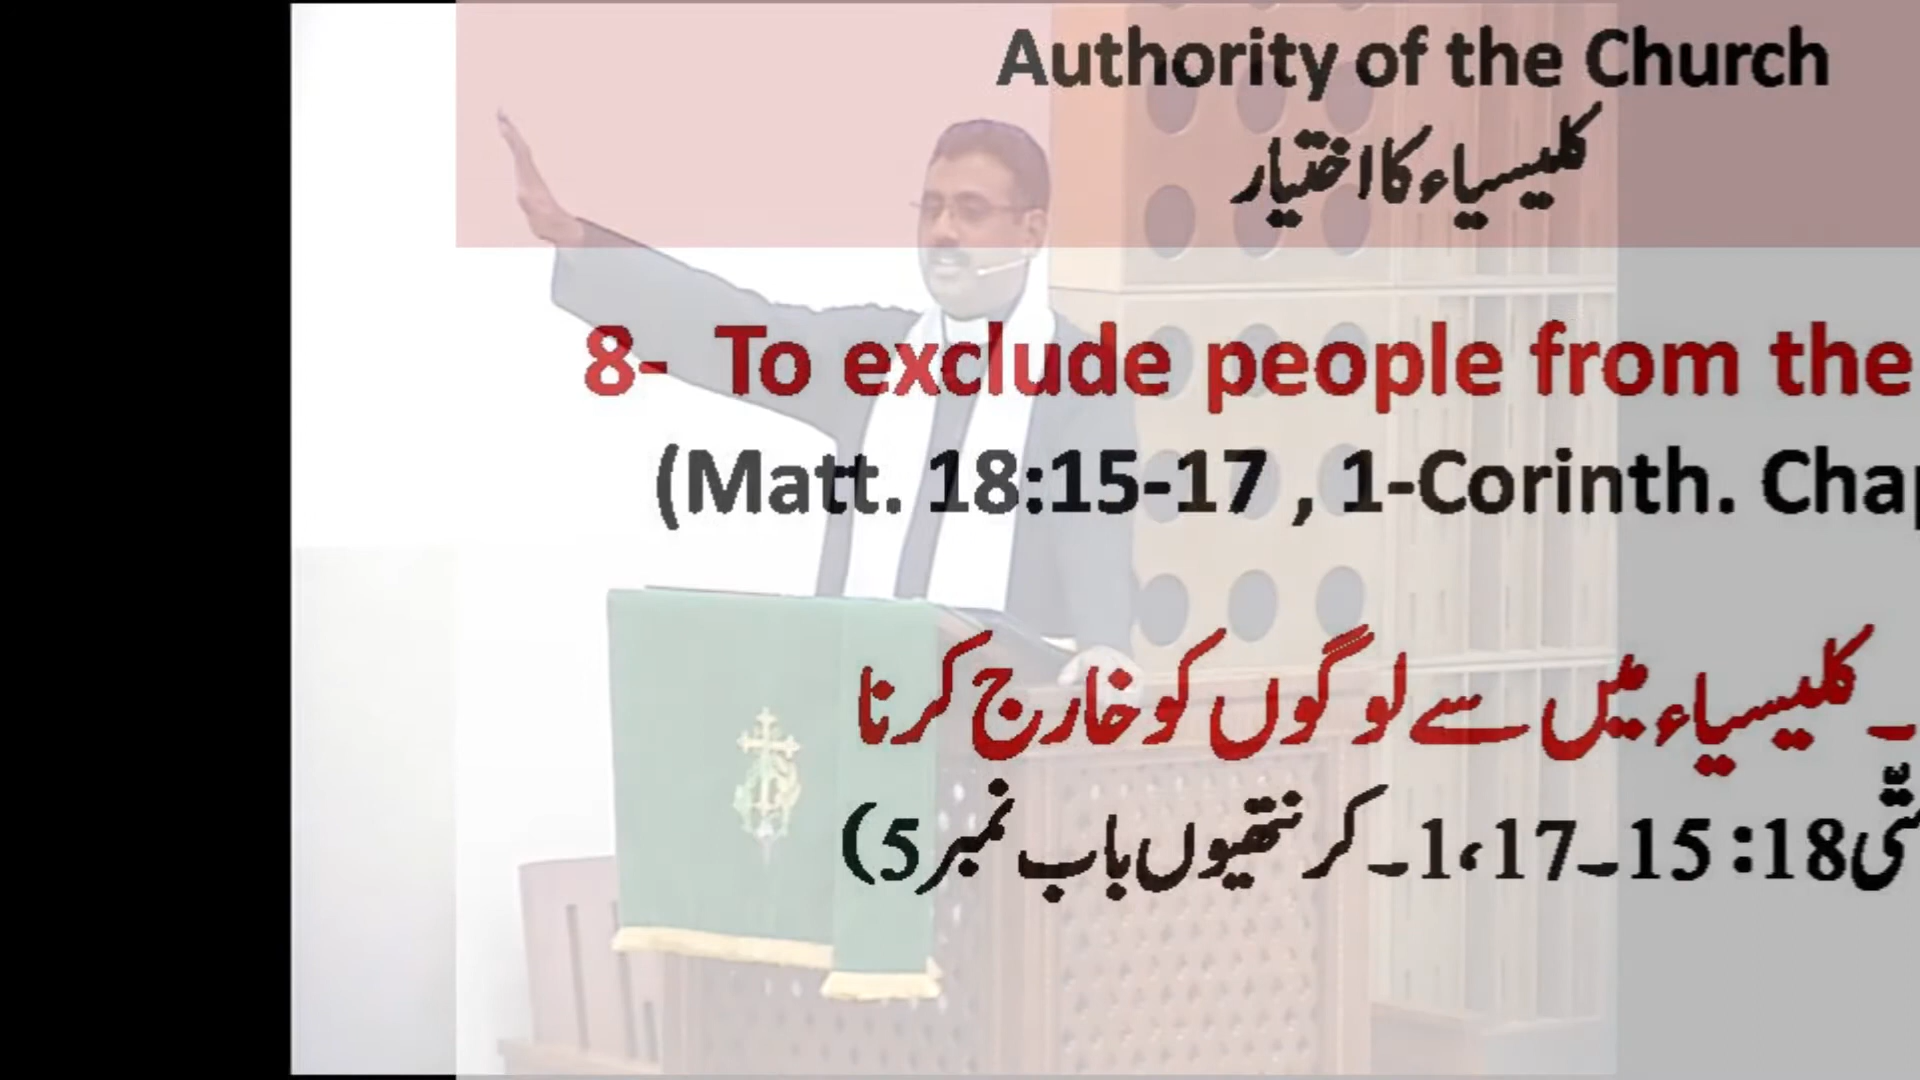 Authority of the Church
کلیسیاء کا اختیار
8- To exclude people from the
(Matt. 18:15-17 , 1-Corinth.
۔ کلیسیاء میں سے لوگوں کو خارج کرنا
متّی 18: 15۔17، 1۔کرنتھیوں باب نمبر 5)